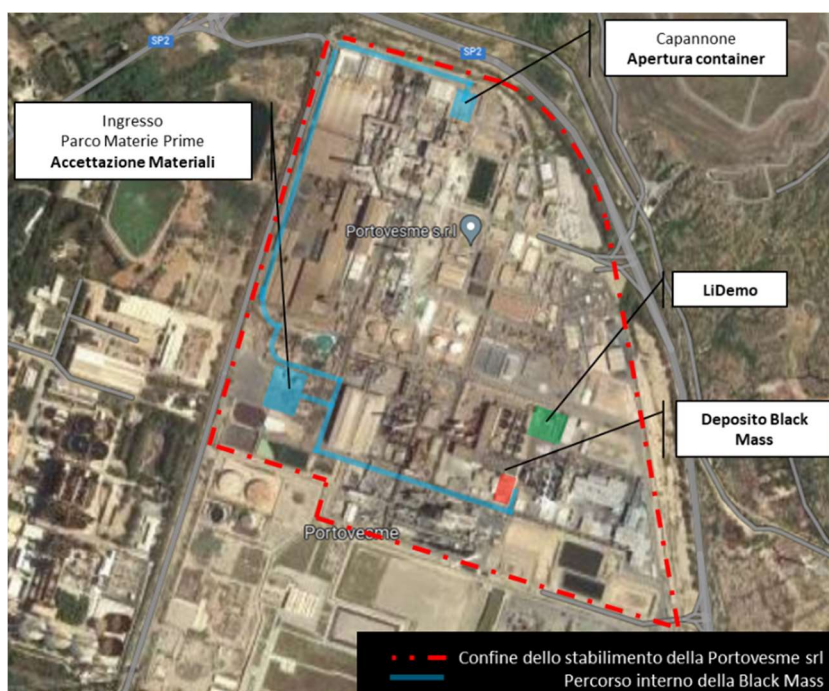 SP2
SP2
Capannone
Apertura container
Ingresso
Parco Materie Prime
Accettazione Materiali
Portovesme s.r.l
LiDemo
Deposito Black
Mass
Portovesme
Confine dello stabilimento della Portovesme srl
Percorso interno della Black Mass